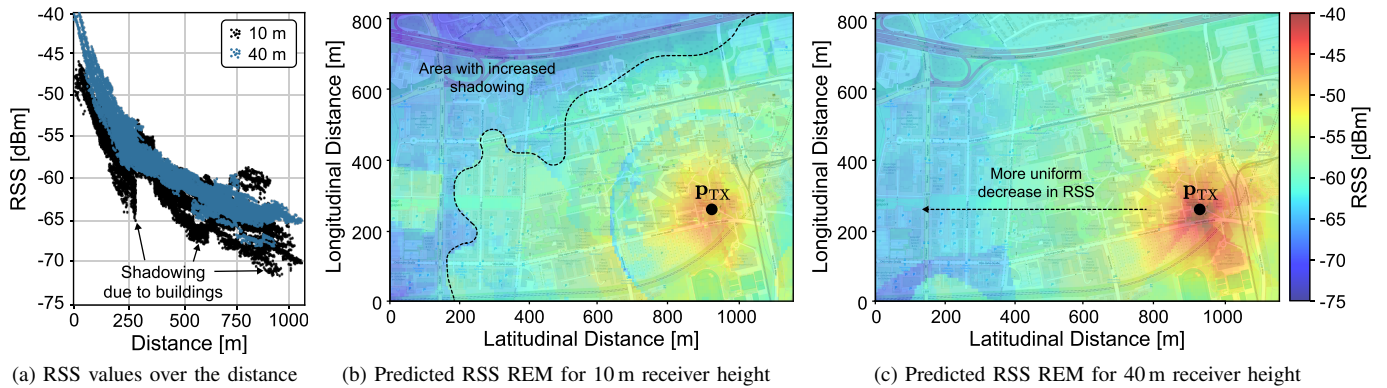 -40
-45
-50
-55
-60
-65
-70
-75
RSS [dBm]
10 m
40 m
Shadowing
due to buildings
0
250
500
750
1000
Distance [m]
(a) RSS values over the distance
800
600
400
200
0
Longitudinal Distance [m]
Area with increased
shadowing
pTX
0
200
400
600
800
1000
Latitudinal Distance [m]
(b) Predicted RSS REM for 10 m receiver height
800
600
400
200
0
Longitudinal Distance [m]
More uniform
decrease in RSS
pTX
0
200
400
600
800
1000
Latitudinal Distance [m]
(c) Predicted RSS REM for 40 m receiver height
-40
-45
-50
-55
-60
-65
-70
-75
RSS [dBm]